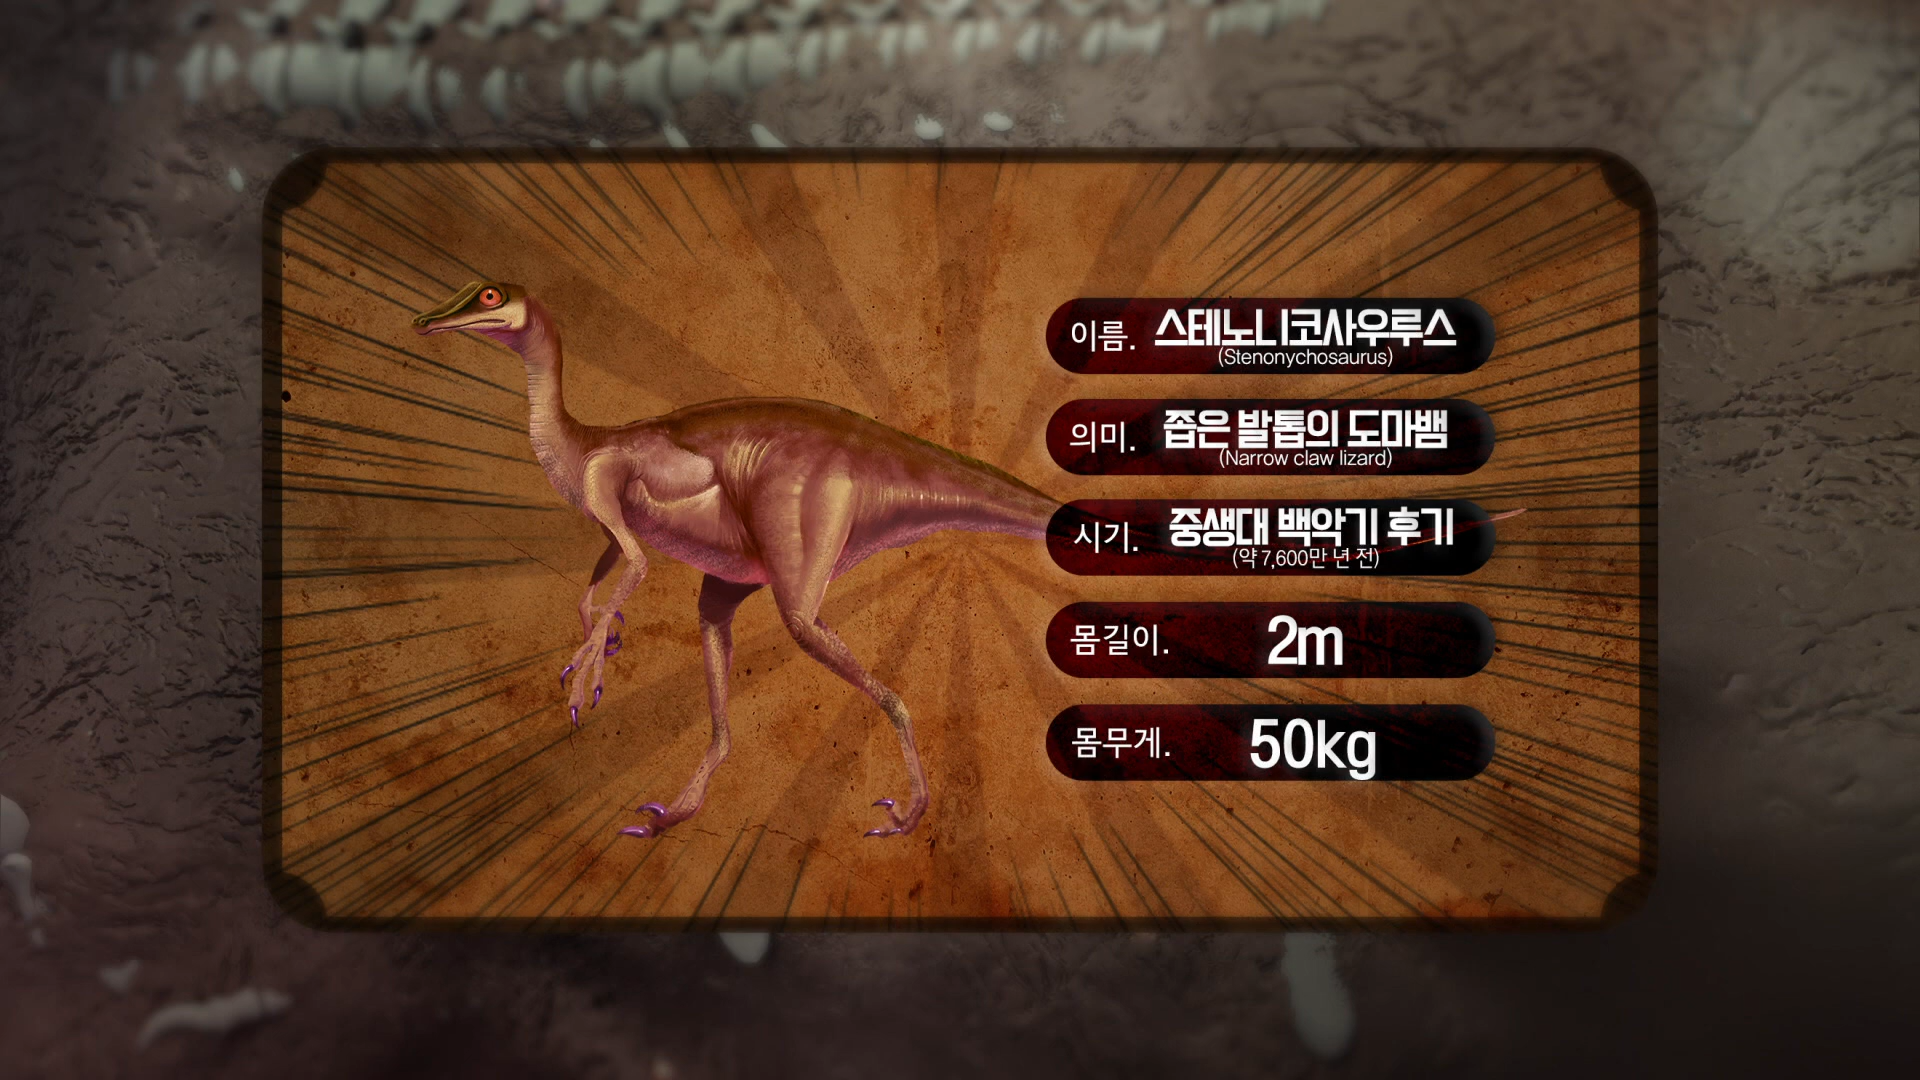 이름. 스테노니코사우루스
(Stenonychosaurus)
의미. 좁은 발톱의 도마뱀
(Narrow claw lizard)
시기. 중생대 백악기 후기
(약 7,600만 년 전)
몸길이. 2m
몸무게. 50kg